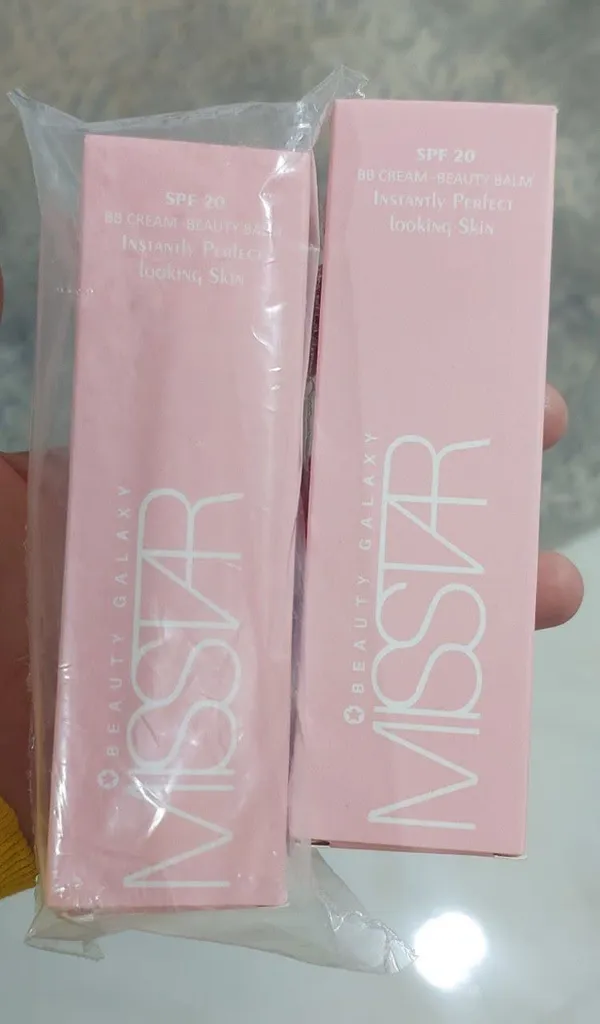 SPF 20
BB CREAM -BEAUTY BALM
Instantly Perfect
looking Skin
BEAUTY GALAXY
MISSTAR
SPF 20
BB CREAM -BEAUTY BALM
Instantly Perfect
looking Skin
BEAUTY GALAXY
MISSTAR